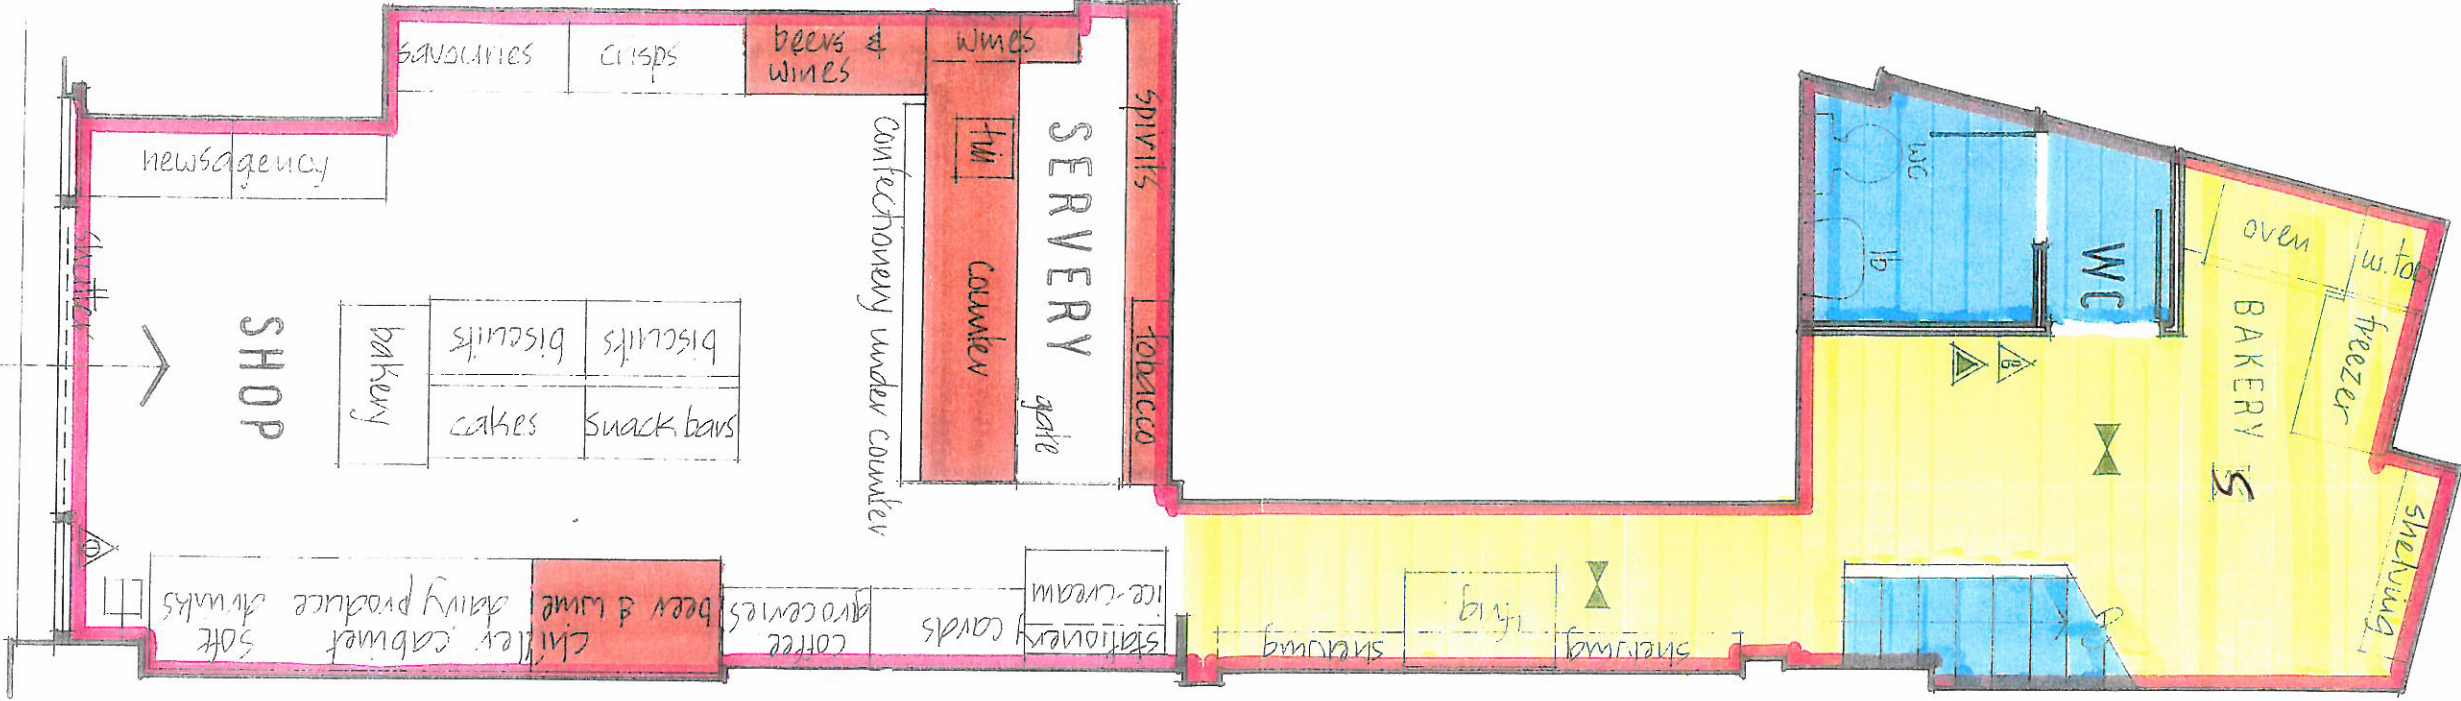 savouries
crisps
beers &
wines
wines
spirits
newsagency
till
SERVERY
confectionery under counter
counter
shutter
SHOP
bakery
biscuits
biscuits
cakes
snack bars
gate
tobacco
soft
drinks
dairy produce
chiller cabinet
beer & wine
coffee
groceries
cards
ice-cream
stationery
shelving
frig
shelving
WC
WC
oven
BAKERY
freezer
shelving